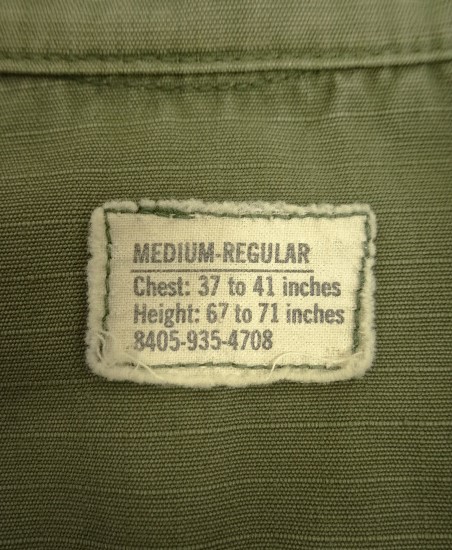 MEDIUM-REGULAR
Chest: 37 to 41 inches
Height: 67 to 71 inches
8405-935-4708